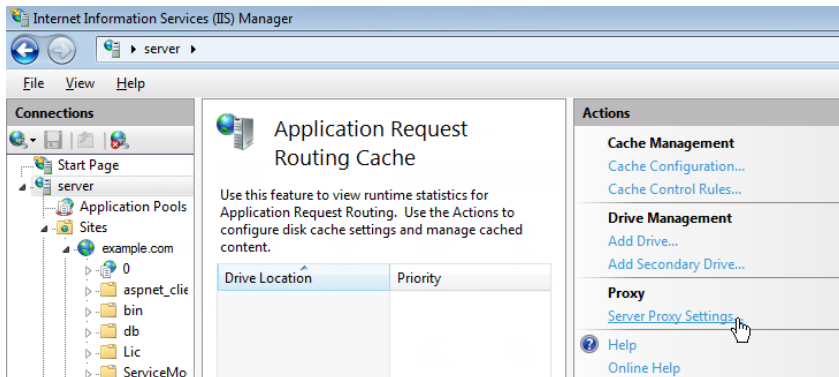 Internet Information Services (IIS) Manager
server
File View Help
Connections
Start Page
server
Application Pools
Sites
example.com
0
aspnet_clie
bin
db
Lic
ServiceMo
Application Request
Routing Cache
Use this feature to view runtime statistics for
Application Request Routing. Use the Actions to
configure disk cache settings and manage cached
content.
Drive Location Priority
Actions
Cache Management
Cache Configuration...
Cache Control Rules...
Drive Management
Add Drive...
Add Secondary Drive...
Proxy
Server Proxy Settings...
Help
Online Help